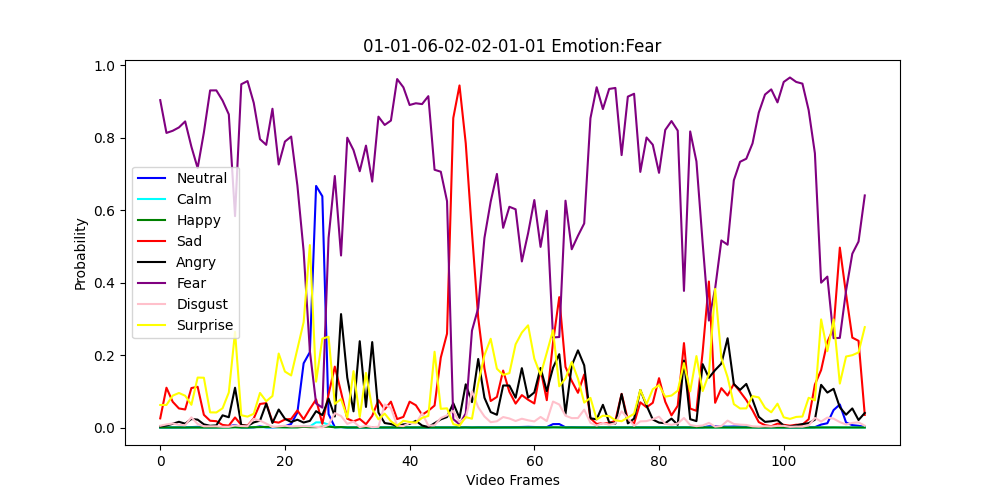 01-01-06-02-02-01-01 Emotion:Fear
1.0
0.8
0.6
0.4
0.2
0.0
Probability
Neutral
Calm
Happy
Sad
Angry
Fear
Disgust
Surprise
0 20 40 60 80 100
Video Frames